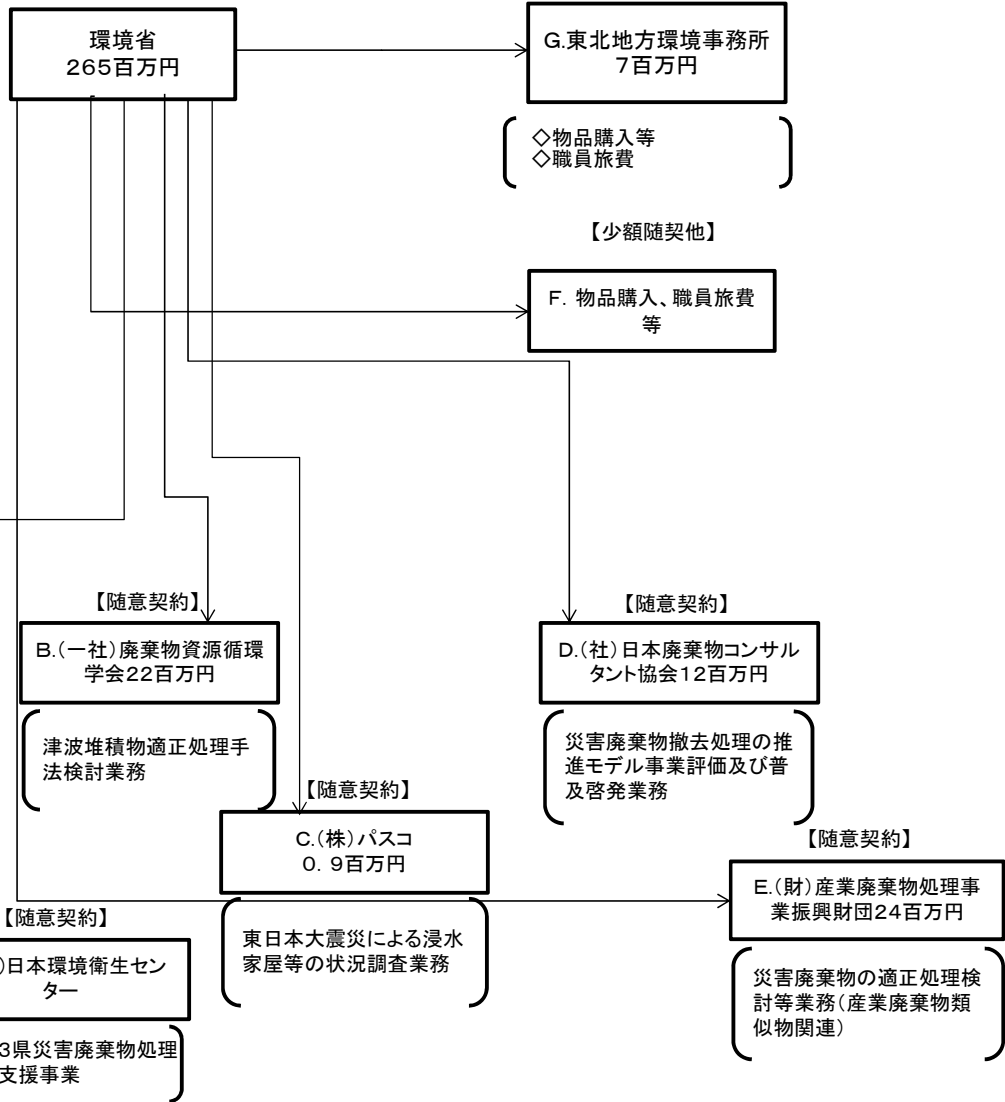 環境省
265百万円
G.東北地方環境事務所
7百万円
◇物品購入等
◇職員旅費
【少額随契他】
F. 物品購入、職員旅費
等
【随意契約】
B.(一社)廃棄物資源循環
学会22百万円
津波堆積物適正処理手
法検討業務
【随意契約】
D.(社)日本廃棄物コンサル
タント協会12百万円
災害廃棄物撤去処理の推
進モデル事業評価及び普
及啓発業務
【随意契約】
C.(株)パスコ
0. 9百万円
東日本大震災による浸水
家屋等の状況調査業務
【随意契約】
E.(財)産業廃棄物処理事
業振興財団24百万円
災害廃棄物の適正処理検
討等業務(産業廃棄物類
似物関連)
【随意契約】
)日本環境衛生セン
ター
3県災害廃棄物処理
支援事業